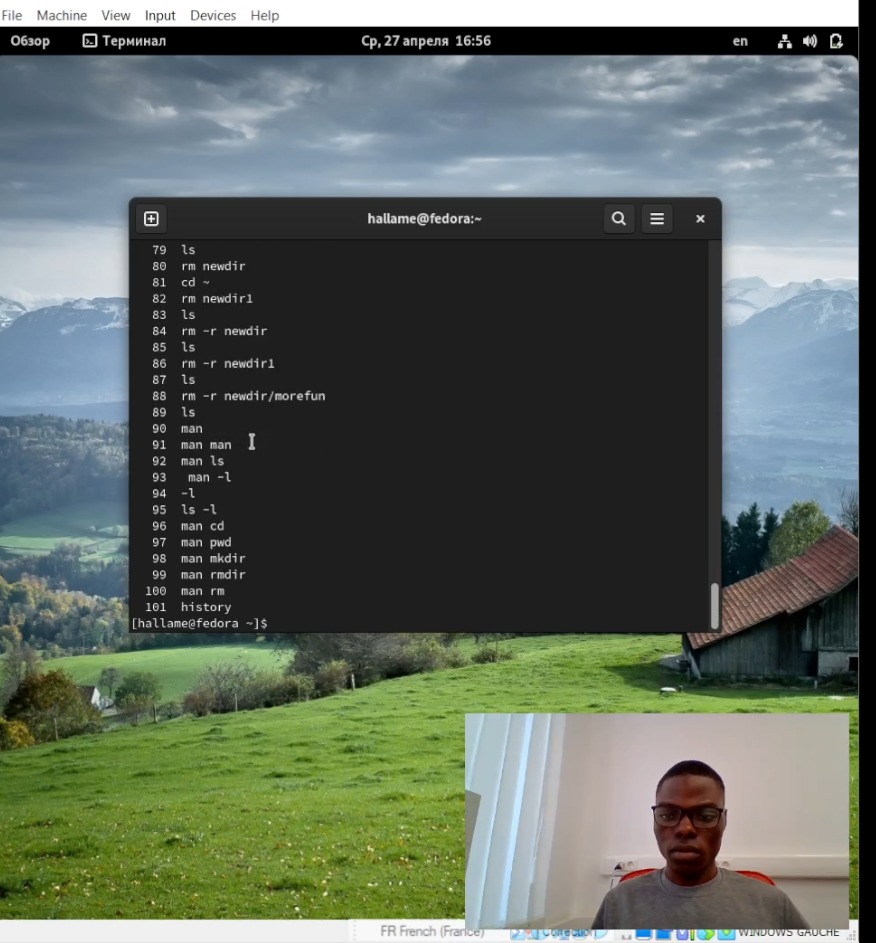 File Machine View Input Devices Help
Обзор Терминал Ср, 27 апреля 16:56 en
hallame@fedora:~
79 ls
80 rm newdir
81 cd ~
82 rm newdir1
83 ls
84 rm -r newdir
85 ls
86 rm -r newdir1
87 ls
88 rm -r newdir/morefun
89 ls
90 man
91 man man
92 man ls
93  man -l
94 -l
95 ls -l
96 man cd
97 man pwd
98 man mkdir
99 man rmdir
100 man rm
101 history
[hallame@fedora ~]$
FR French (France) WINDOWS GAUCHE